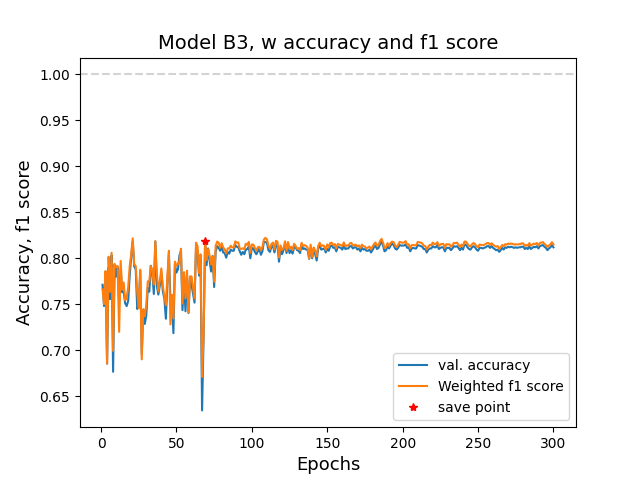 Model B3, w accuracy and f1 score
Accuracy, f1 score
1.00
0.95
0.90
0.85
0.80
0.75
0.70
0.65
0 50 100 150 200 250 300
Epochs
val. accuracy
Weighted f1 score
save point